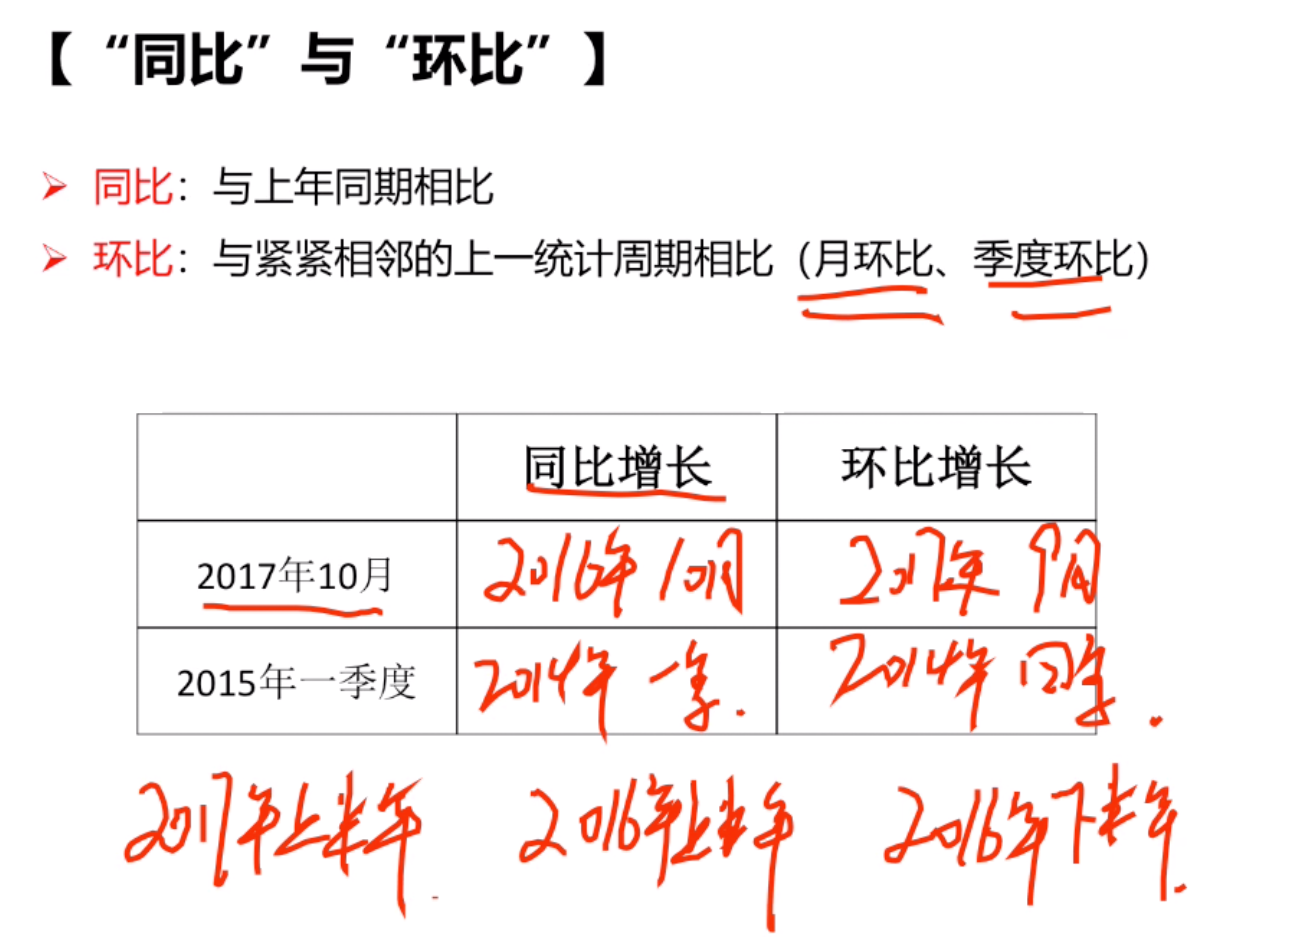 【 “同比” 与 “环比” 】
➢ 同比：与上年同期相比
➢ 环比：与紧紧相邻的上一统计周期相比（月环比、季度环比）
同比增长 环比增长
2017年10月 2016年 10月 2017年 9月
2015年一季度 2014年 一季. 2014年 四季.
2017年上半年. 2016年上半年 2016年下半年.